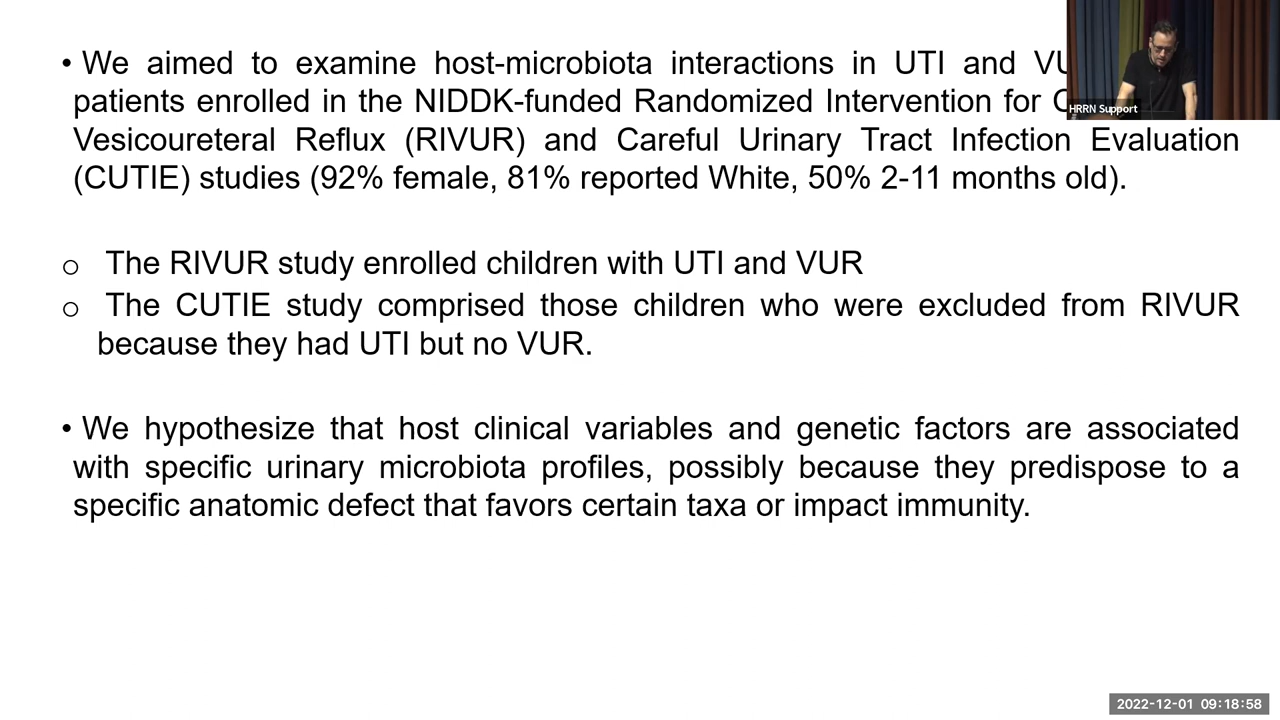 • We aimed to examine host-microbiota interactions in UTI and
patients enrolled in the NIDDK-funded Randomized Intervention for
Vesicoureteral Reflux (RIVUR) and Careful Urinary Tract Infection Evaluation
(CUTIE) studies (92% female, 81% reported White, 50% 2-11 months old).
○ The RIVUR study enrolled children with UTI and VUR
○ The CUTIE study comprised those children who were excluded from RIVUR
because they had UTI but no VUR.
• We hypothesize that host clinical variables and genetic factors are associated
with specific urinary microbiota profiles, possibly because they predispose to a
specific anatomic defect that favors certain taxa or impact immunity.
HRRN Support
2022-12-01 09:18:58